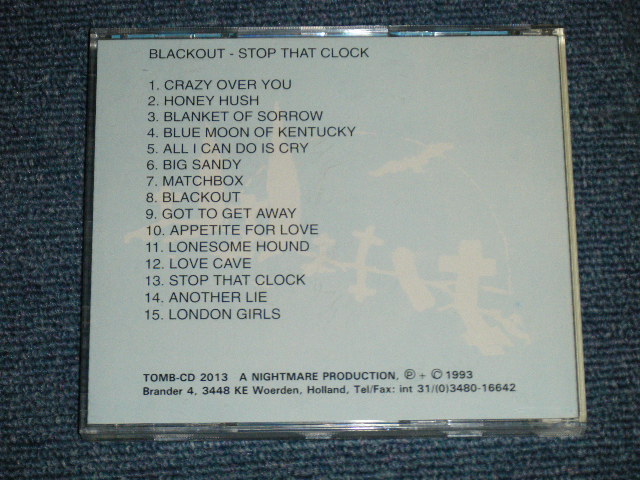 BLACKOUT - STOP THAT CLOCK
1. CRAZY OVER YOU
2. HONEY HUSH
3. BLANKET OF SORROW
4. BLUE MOON OF KENTUCKY
5. ALL I CAN DO IS CRY
6. BIG SANDY
7. MATCHBOX
8. BLACKOUT
9. GOT TO GET AWAY
10. APPETITE FOR LOVE
11. LONESOME HOUND
12. LOVE CAVE
13. STOP THAT CLOCK
14. ANOTHER LIE
15. LONDON GIRLS
TOMB-CD 2013 A NIGHTMARE PRODUCTION, ℗ + © 1993
Brander 4, 3448 KE Woerden, Holland, Tel/Fax: int 31/(0)3480-16642